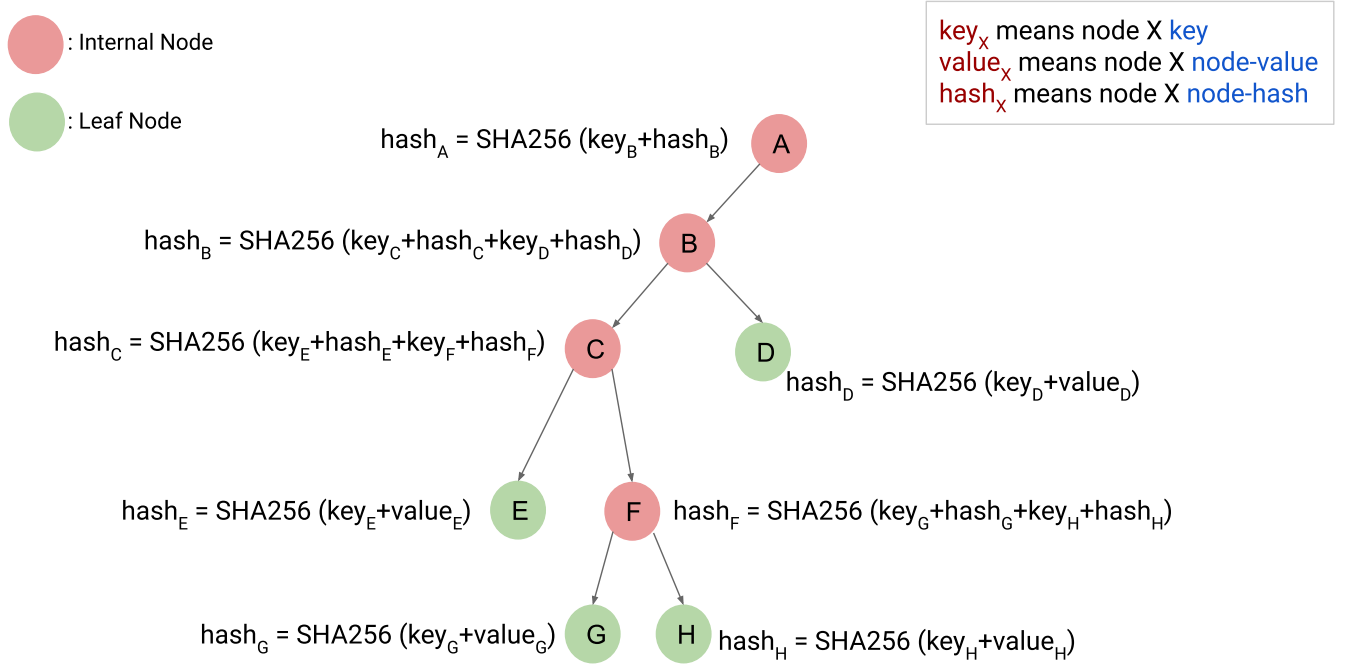 : Internal Node
: Leaf Node
keyX means node X key
valueX means node X node-value
hashX means node X node-hash
hashA = SHA256 (keyB+hashB)
A
hashB = SHA256 (keyC+hashC+keyD+hashD)
B
hashC = SHA256 (keyE+hashE+keyF+hashF)
C
D
hashD = SHA256 (keyD+valueD)
hashE = SHA256 (keyE+valueE)
E
F
hashF = SHA256 (keyG+hashG+keyH+hashH)
hashG = SHA256 (keyG+valueG)
G
H
hashH = SHA256 (keyH+valueH)